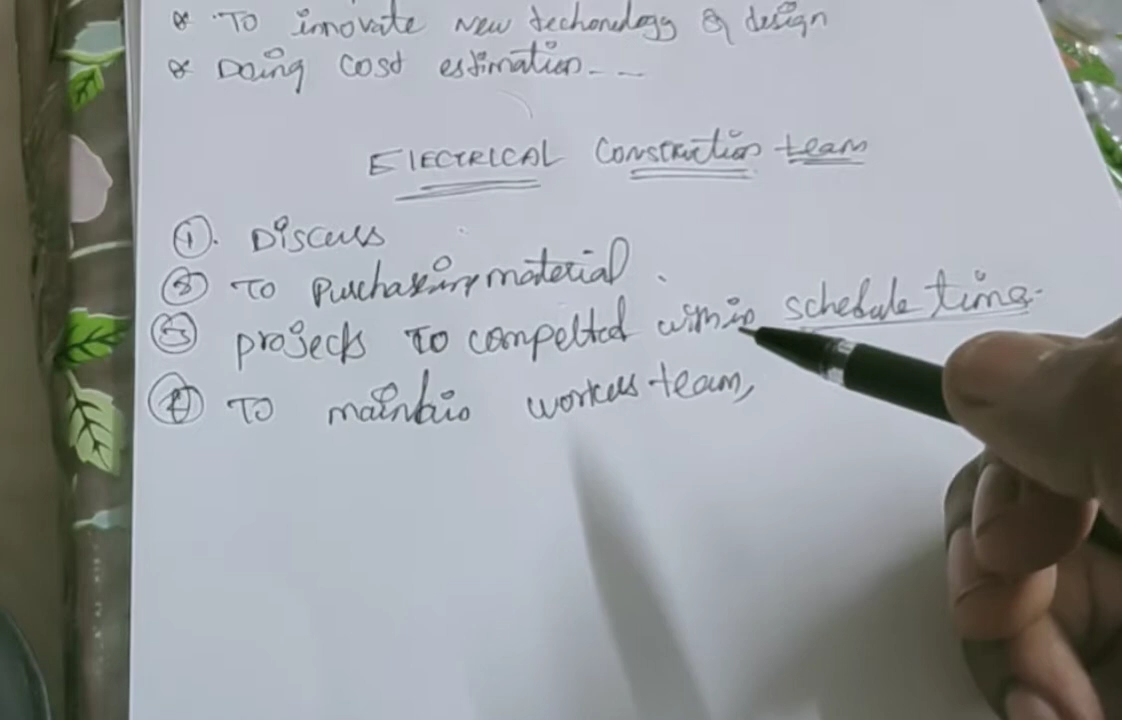 * To innovate New techonology & design
* Doing cost estimation---
ELECTRICAL Construction team
①. Discuss
② To Purchasing material.
③ projects To compelted within schedule time.
④ To maintain workers team,